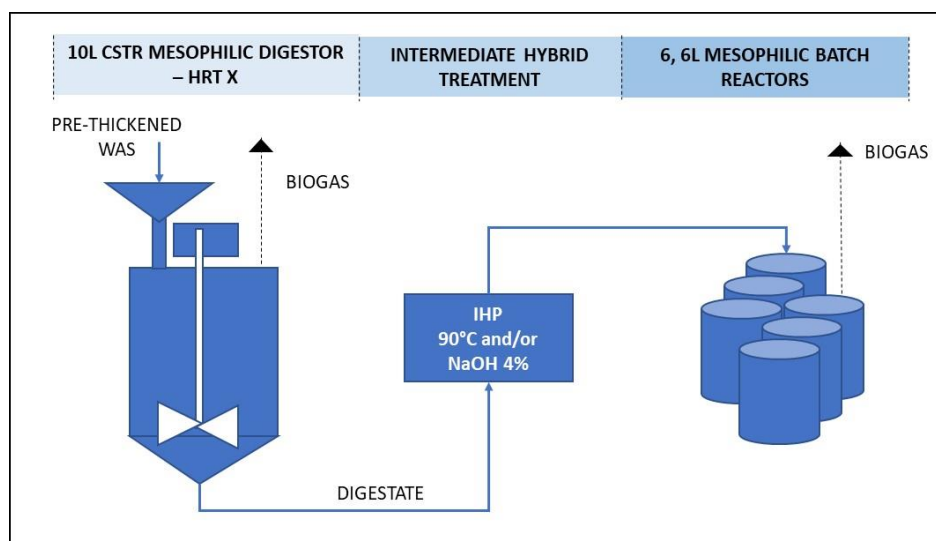 10L CSTR MESOPHILIC DIGESTOR
– HRT X
INTERMEDIATE HYBRID
TREATMENT
6, 6L MESOPHILIC BATCH
REACTORS
PRE-THICKENED
WAS
BIOGAS
IHP
90°C and/or
NaOH 4%
DIGESTATE
BIOGAS